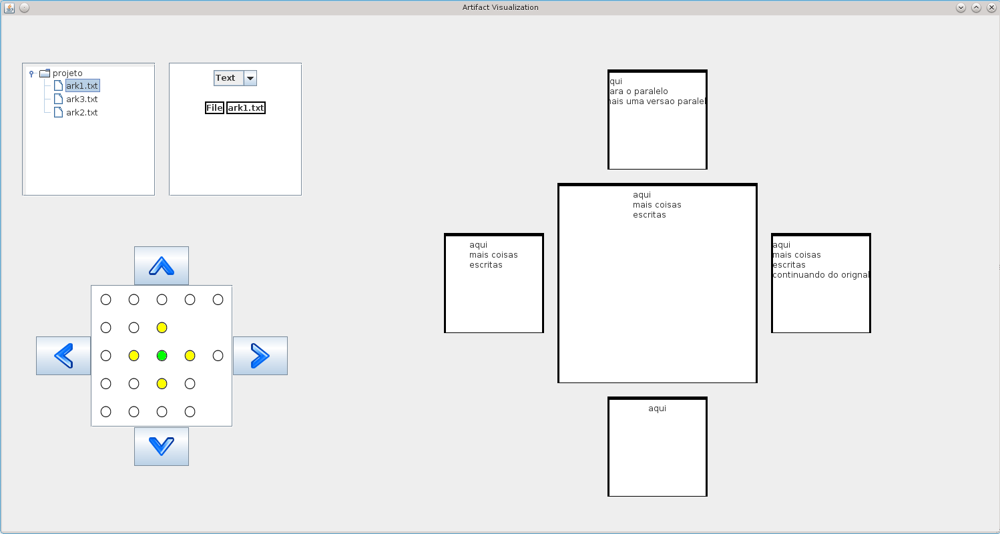 Artifact Visualization
projeto
ark1.txt
ark3.txt
ark2.txt
Text
File ark1.txt
qui
ara o paralelo
nais uma versao paralel
aqui
mais coisas
escritas
aqui
mais coisas
escritas
aqui
mais coisas
escritas
continuando do orignal
aqui